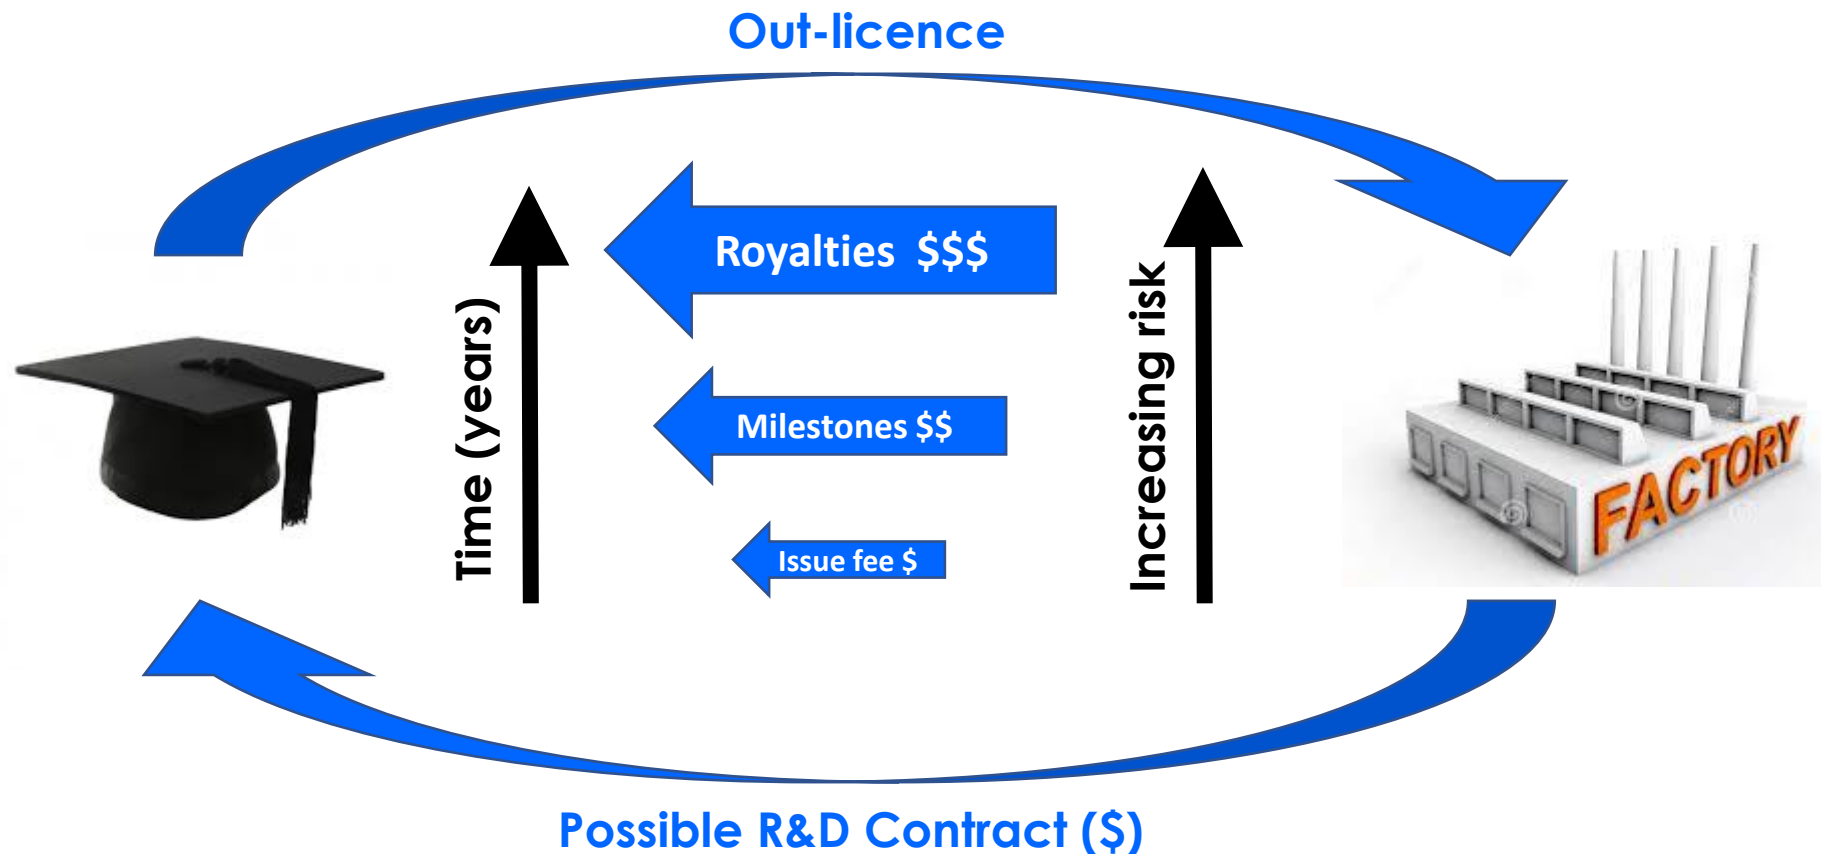 Out-licence
Royalties  $$$
Time (years)
Increasing risk
Milestones $$
Issue fee $
FACTORY
Possible R&D Contract ($)